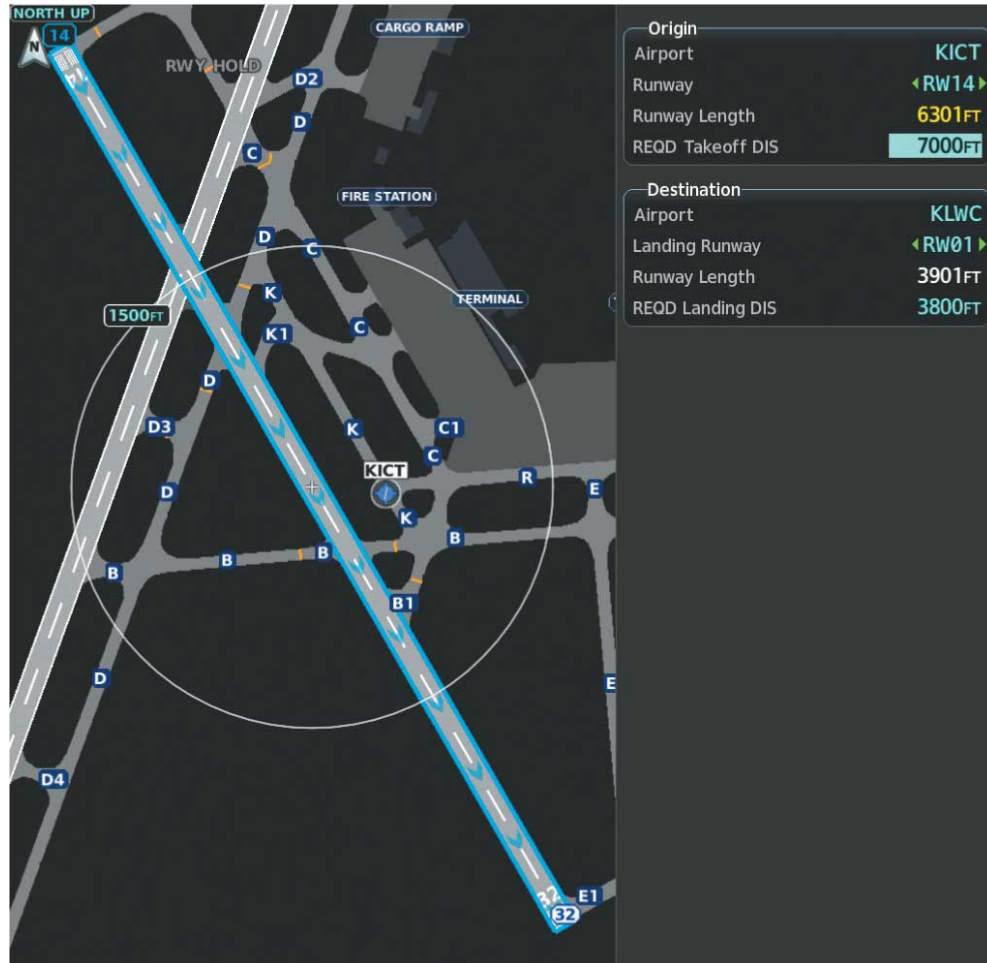 NORTH UP
N
14
14
CARGO RAMP
RWY HOLD
D2
D
C
FIRE STATION
D
C
K
TERMINAL
1500FT
K1
C
D
D3
K
C1
C
KICT
R
D
E
K
B
B
B
B
B1
D
E
D4
32
E1
32
Origin
Airport KICT
Runway RW14
Runway Length 6301FT
REQD Takeoff DIS 7000FT
Destination
Airport KLWC
Landing Runway RW01
Runway Length 3901FT
REQD Landing DIS 3800FT